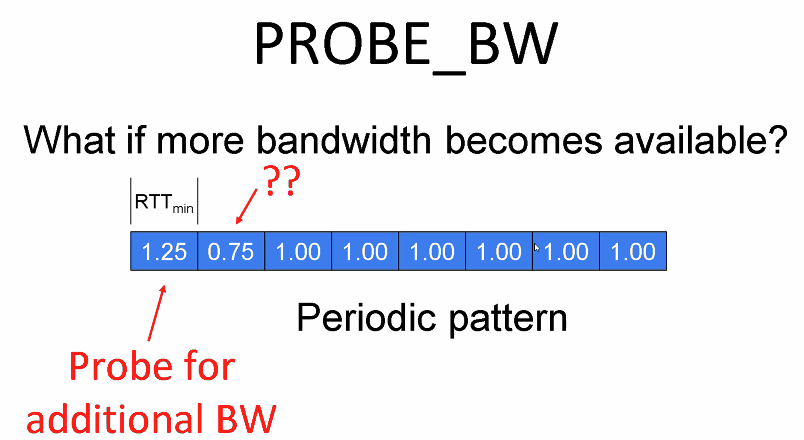 PROBE_BW
What if more bandwidth becomes available?
??
RTTmin
1.25 0.75 1.00 1.00 1.00 1.00 1.00 1.00
Periodic pattern
Probe for
additional BW